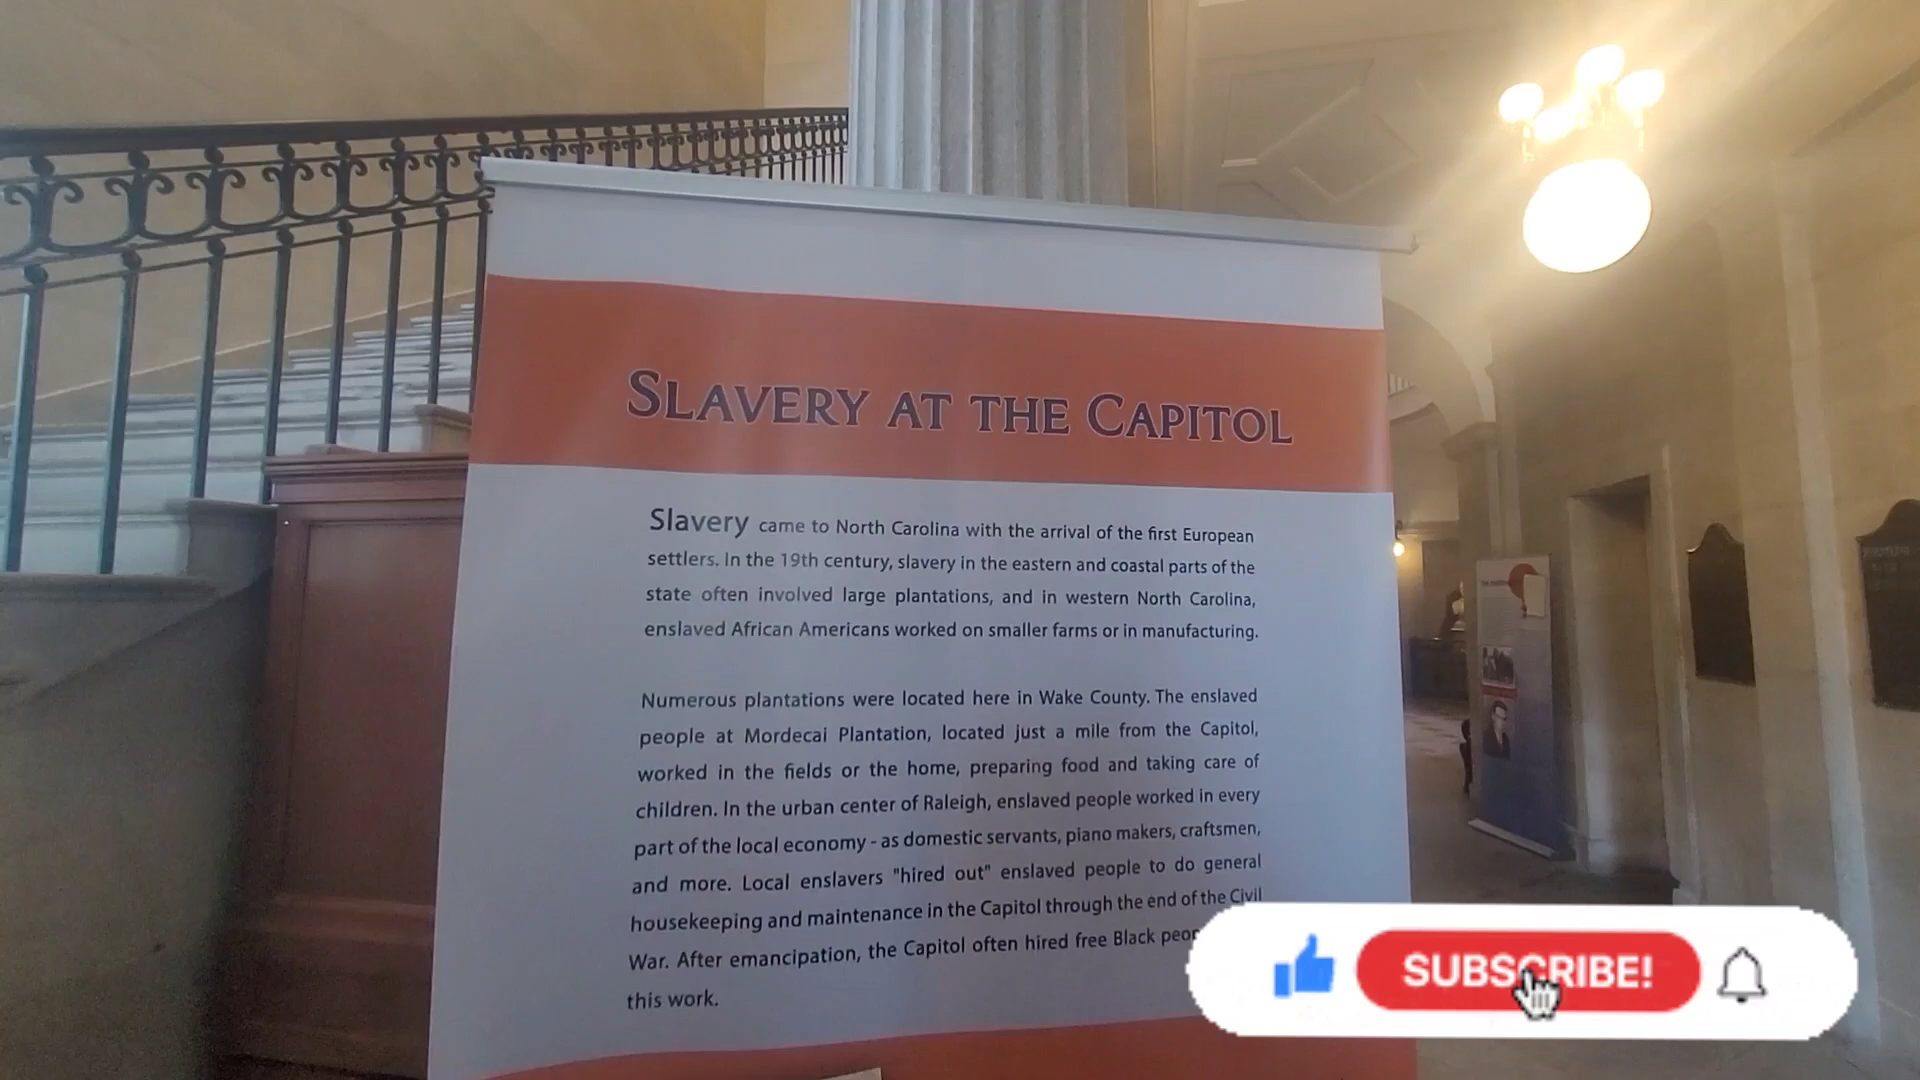 SLAVERY AT THE CAPITOL
Slavery came to North Carolina with the arrival of the first European
settlers. In the 19th century, slavery in the eastern and coastal parts of the
state often involved large plantations, and in western North Carolina,
enslaved African Americans worked on smaller farms or in manufacturing.
Numerous plantations were located here in Wake County. The enslaved
people at Mordecai Plantation, located just a mile from the Capitol,
worked in the fields or the home, preparing food and taking care of
children. In the urban center of Raleigh, enslaved people worked in every
part of the local economy - as domestic servants, piano makers, craftsmen,
and more. Local enslavers "hired out" enslaved people to do general
housekeeping and maintenance in the Capitol through the end of the Civil
War. After emancipation, the Capitol often hired free Black
this work.
SUBSCRIBE!